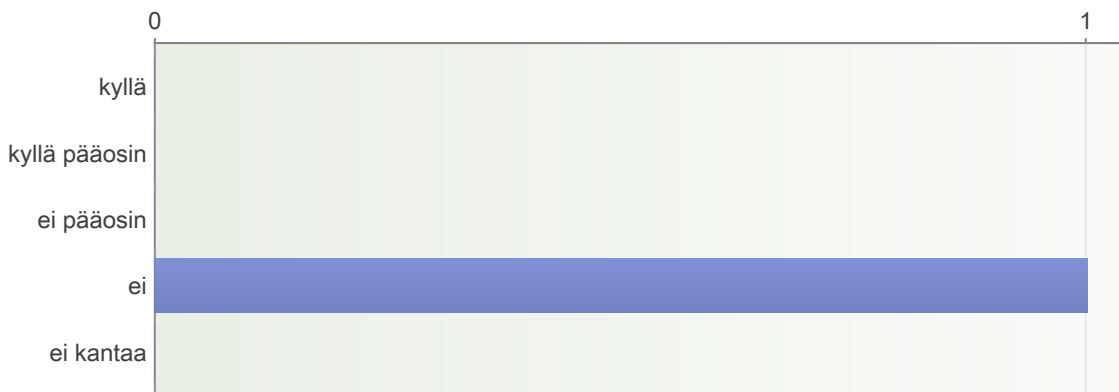 0 1
kyllä
kyllä pääosin
ei pääosin
ei
ei kantaa